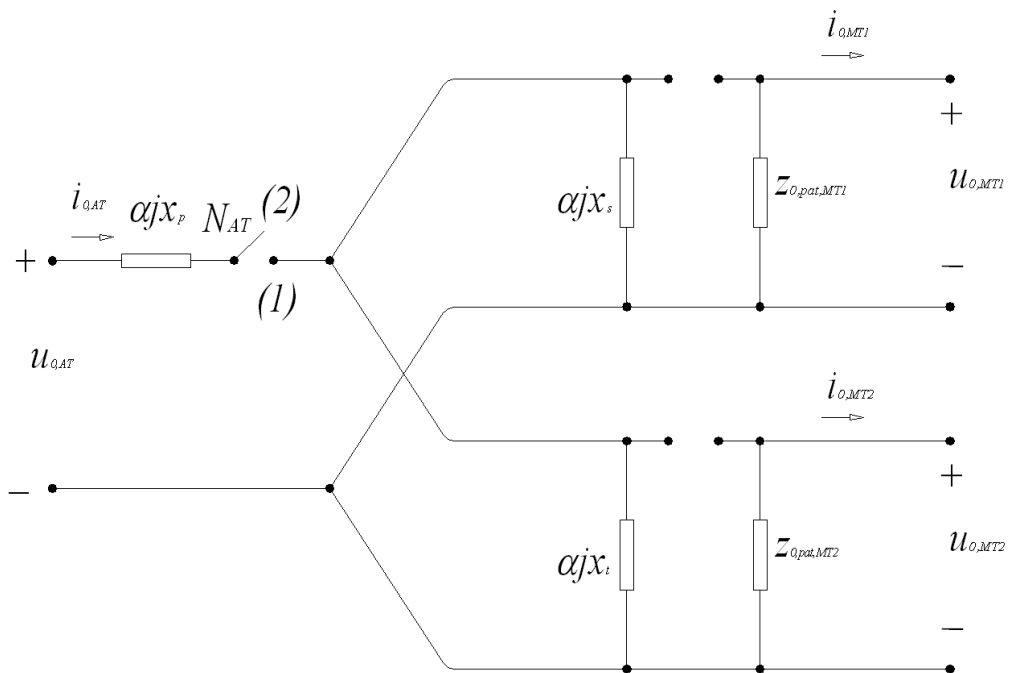 i0,MT1
i0,AT
αjxp
NAT
(2)
(1)
+
u0,AT
−
αjxs
z0,pat,MT1
+
u0,MT1
−
i0,MT2
αjxt
z0,pat,MT2
+
u0,MT2
−